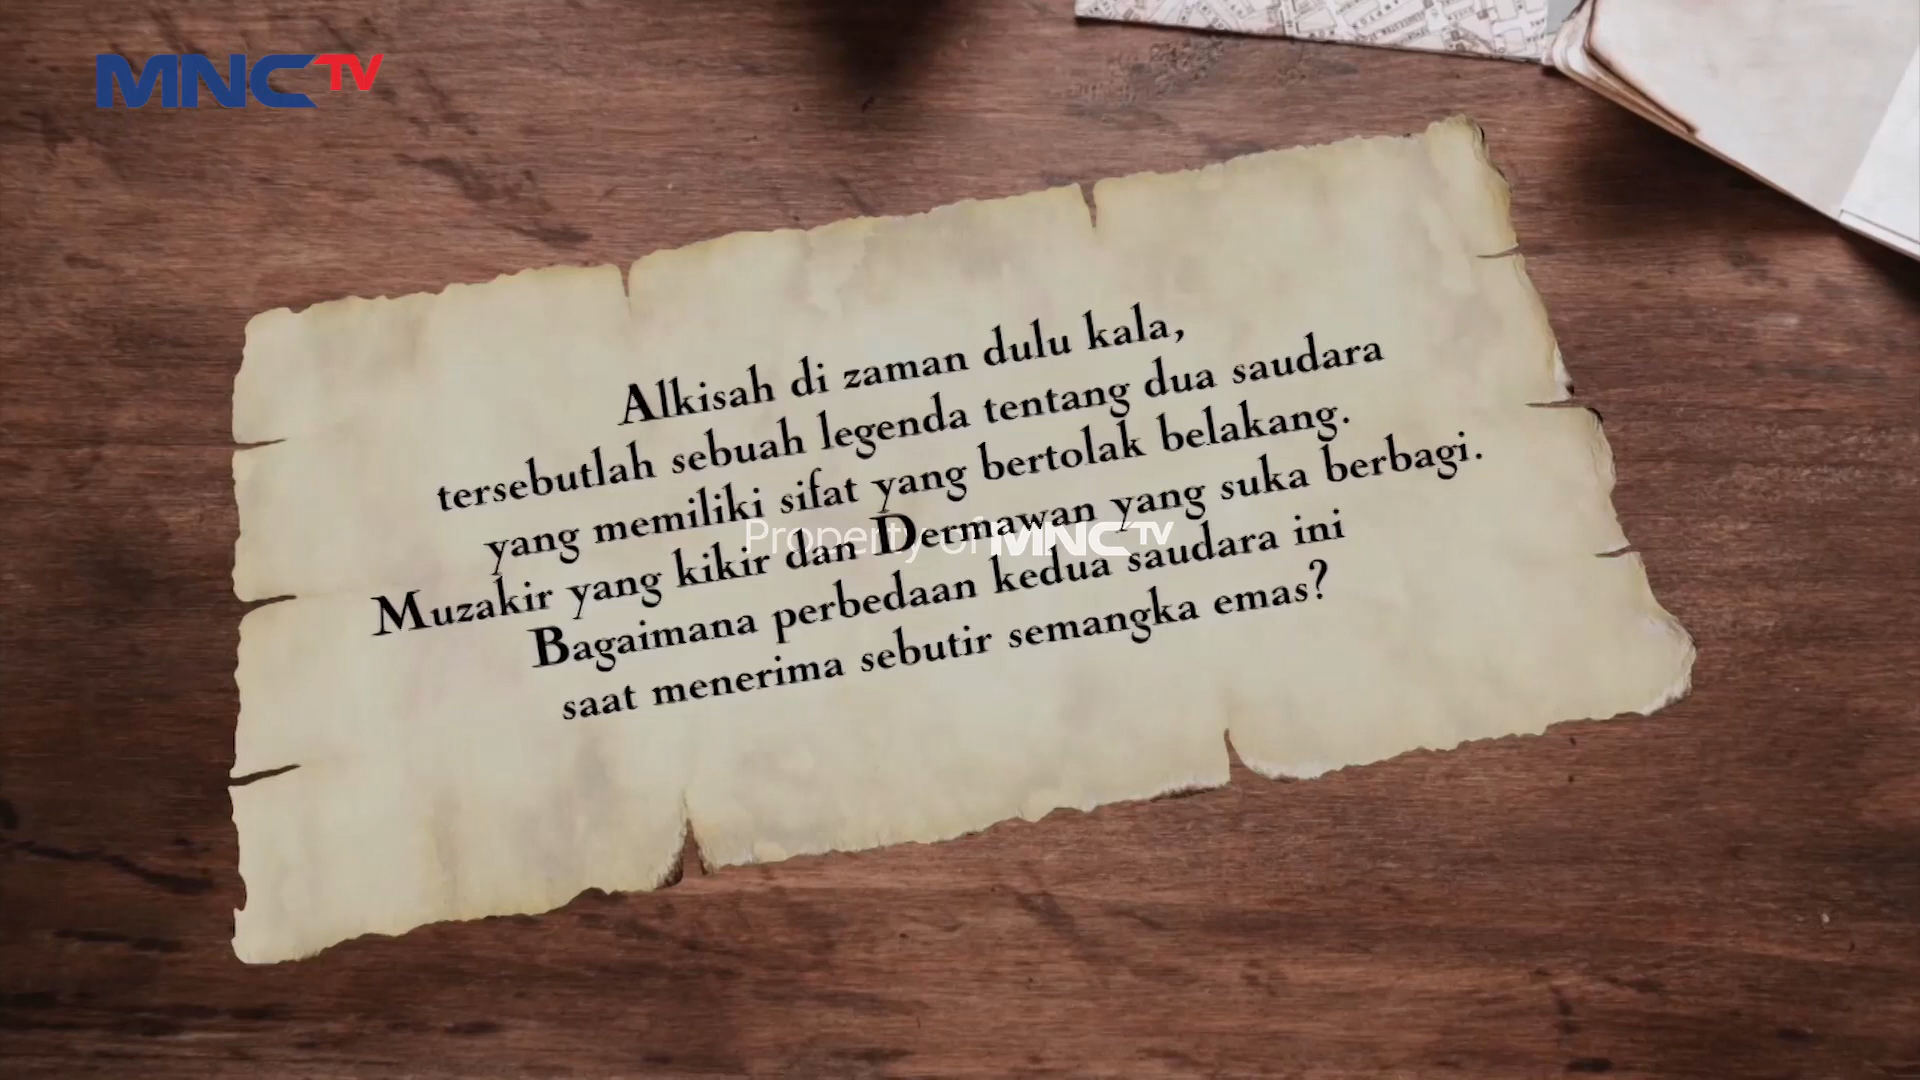 MNCTV
Alkisah di zaman dulu kala,
tersebutlah sebuah legenda tentang dua saudara
yang memiliki sifat yang bertolak belakang.
Muzakir yang kikir dan Dermawan yang suka berbagi.
Property of MNCTV
Bagaimana perbedaan kedua saudara ini
saat menerima sebutir semangka emas?